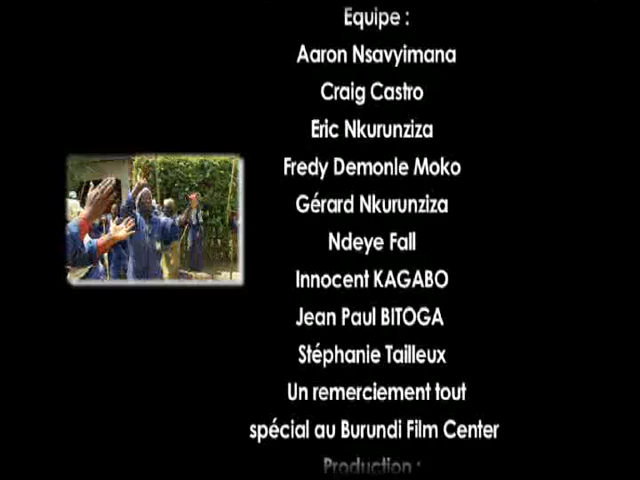 Equipe :
Aaron Nsavyimana
Craig Castro
Eric Nkurunziza
Fredy Demonle Moko
Gérard Nkurunziza
Ndeye Fall
Innocent KAGABO
Jean Paul BITOGA
Stéphanie Tailleux
Un remerciement tout
spécial au Burundi Film Center
Production :